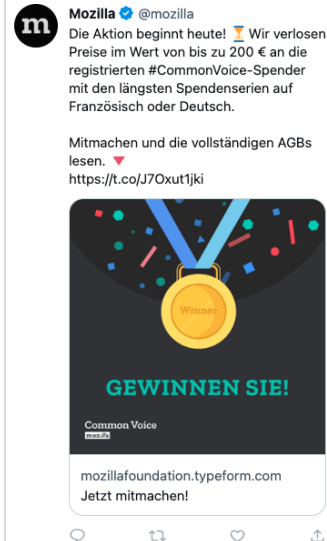 m
Mozilla @mozilla
Die Aktion beginnt heute! ⏳ Wir verlosen
Preise im Wert von bis zu 200 € an die
registrierten #CommonVoice-Spender
mit den längsten Spendenserien auf
Französisch oder Deutsch.
Mitmachen und die vollständigen AGBs
lesen. 🔻
https://t.co/J7Oxut1jki
Winner
GEWINNEN SIE!
Common Voice
moz://a
mozillafoundation.typeform.com
Jetzt mitmachen!